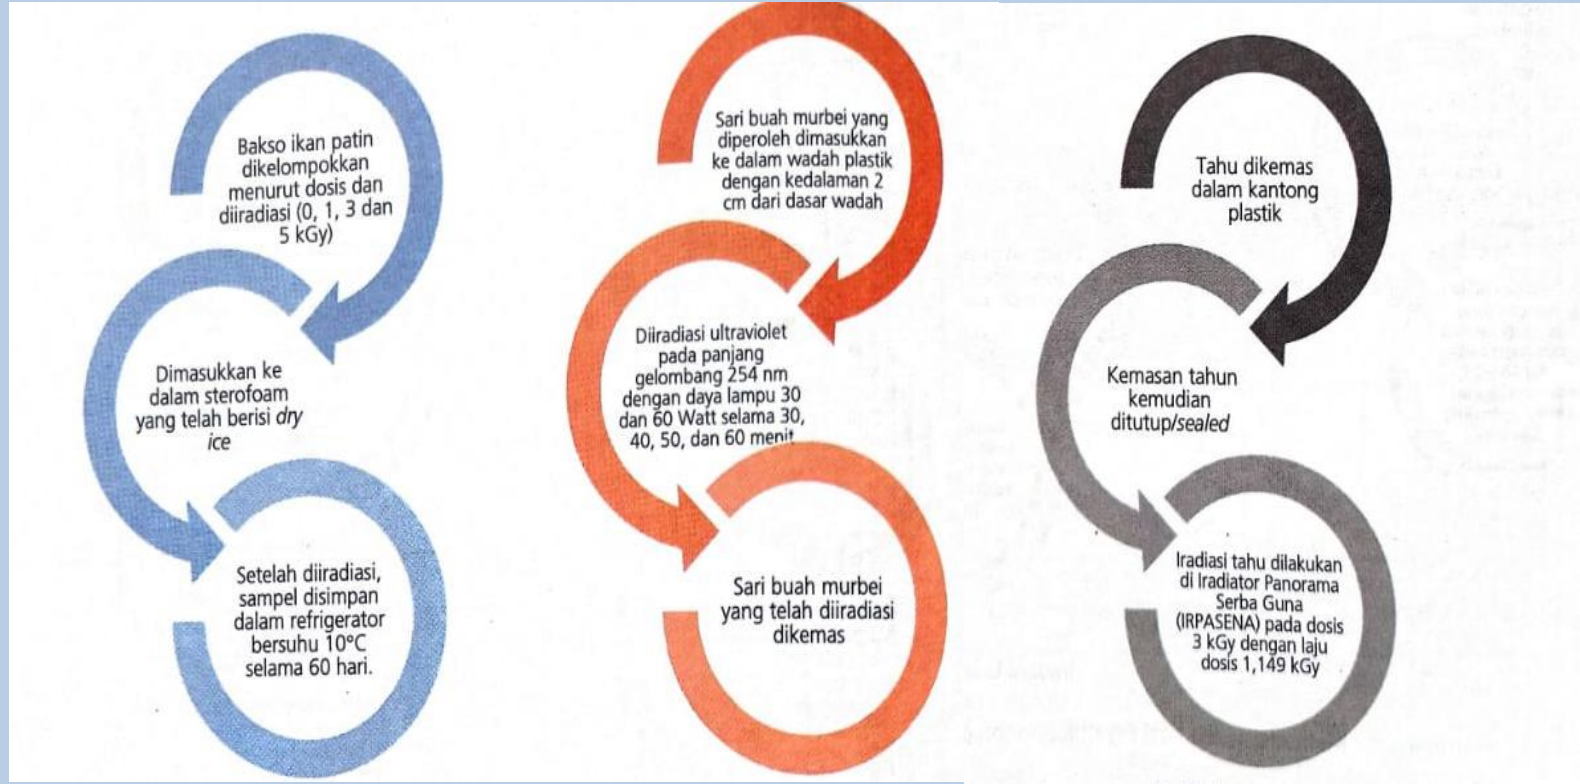 Bakso ikan patin
dikelompokkan
menurut dosis dan
diiradiasi (0, 1, 3 dan
5 kGy)
Dimasukkan ke
dalam sterofoam
yang telah berisi dry
ice
Setelah diiradiasi,
sampel disimpan
dalam refrigerator
bersuhu 10°C
selama 60 hari.
Sari buah murbei yang
diperoleh dimasukkan
ke dalam wadah plastik
dengan kedalaman 2
cm dari dasar wadah
Diiradiasi ultraviolet
pada panjang
gelombang 254 nm
dengan daya lampu 30
dan 60 Watt selama 30,
40, 50, dan 60 menit
Sari buah murbei
yang telah diiradiasi
dikemas
Tahu dikemas
dalam kantong
plastik
Kemasan tahun
kemudian
ditutup/sealed
Iradiasi tahu dilakukan
di Iradiator Panorama
Serba Guna
(IRPASENA) pada dosis
3 kGy dengan laju
dosis 1,149 kGy